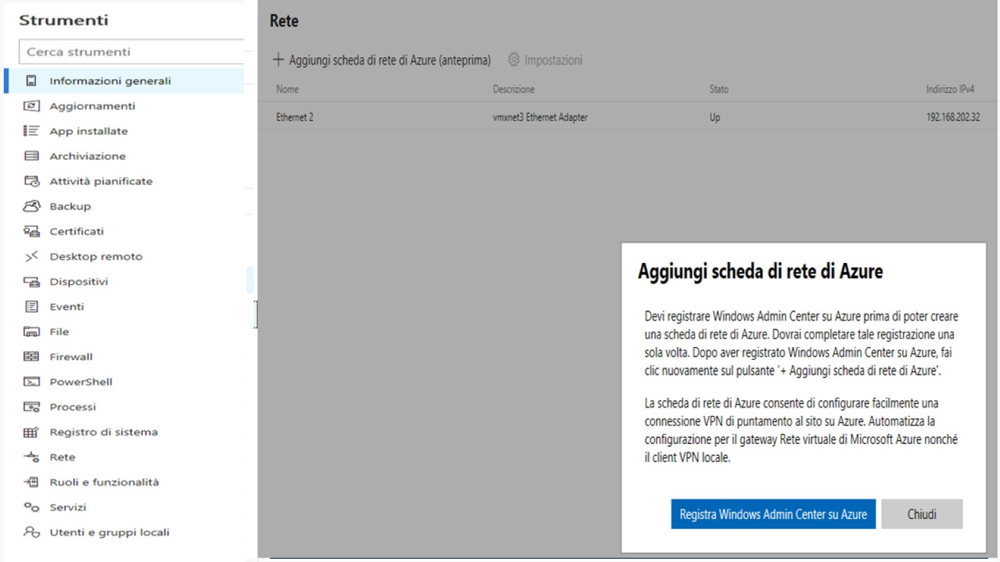 Strumenti
Cerca strumenti
Informazioni generali
Aggiornamenti
App installate
Archiviazione
Attività pianificate
Backup
Certificati
Desktop remoto
Dispositivi
Eventi
File
Firewall
PowerShell
Processi
Registro di sistema
Rete
Ruoli e funzionalità
Servizi
Utenti e gruppi locali
Rete
Aggiungi scheda di rete di Azure (anteprima) Impostazioni
Nome Descrizione Stato Indirizzo IPv4
Ethernet 2 vmxnet3 Ethernet Adapter Up 192.168.202.32
Aggiungi scheda di rete di Azure
Devi registrare Windows Admin Center su Azure prima di poter creare
una scheda di rete di Azure. Dovrai completare tale registrazione una
sola volta. Dopo aver registrato Windows Admin Center su Azure, fai
clic nuovamente sul pulsante '+ Aggiungi scheda di rete di Azure'.
La scheda di rete di Azure consente di configurare facilmente una
connessione VPN di puntamento al sito su Azure. Automatizza la
configurazione per il gateway Rete virtuale di Microsoft Azure nonché
il client VPN locale.
Registra Windows Admin Center su Azure Chiudi